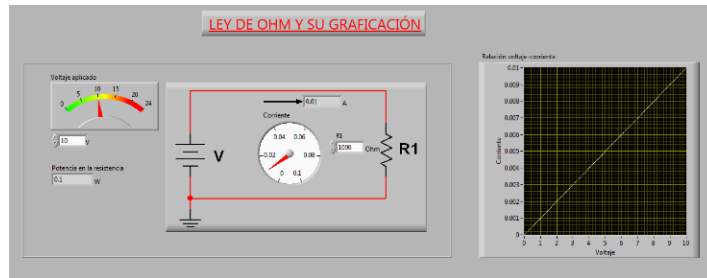 LEY DE OHM Y SU GRAFICACIÓN
Voltaje aplicado
0 5 10 15 20 24
10 V
Potencia en la resistencia
0.1 W
0.01 A
Corriente
0 0.02 0.04 0.06 0.08 0.1
V
R1
1000 Ohm
R1
Relación voltaje-corriente
0.01
0.009
0.008
0.007
0.006
0.005
0.004
0.003
0.002
0.001
0
Corriente
0 1 2 3 4 5 6 7 8 9 10
Voltaje